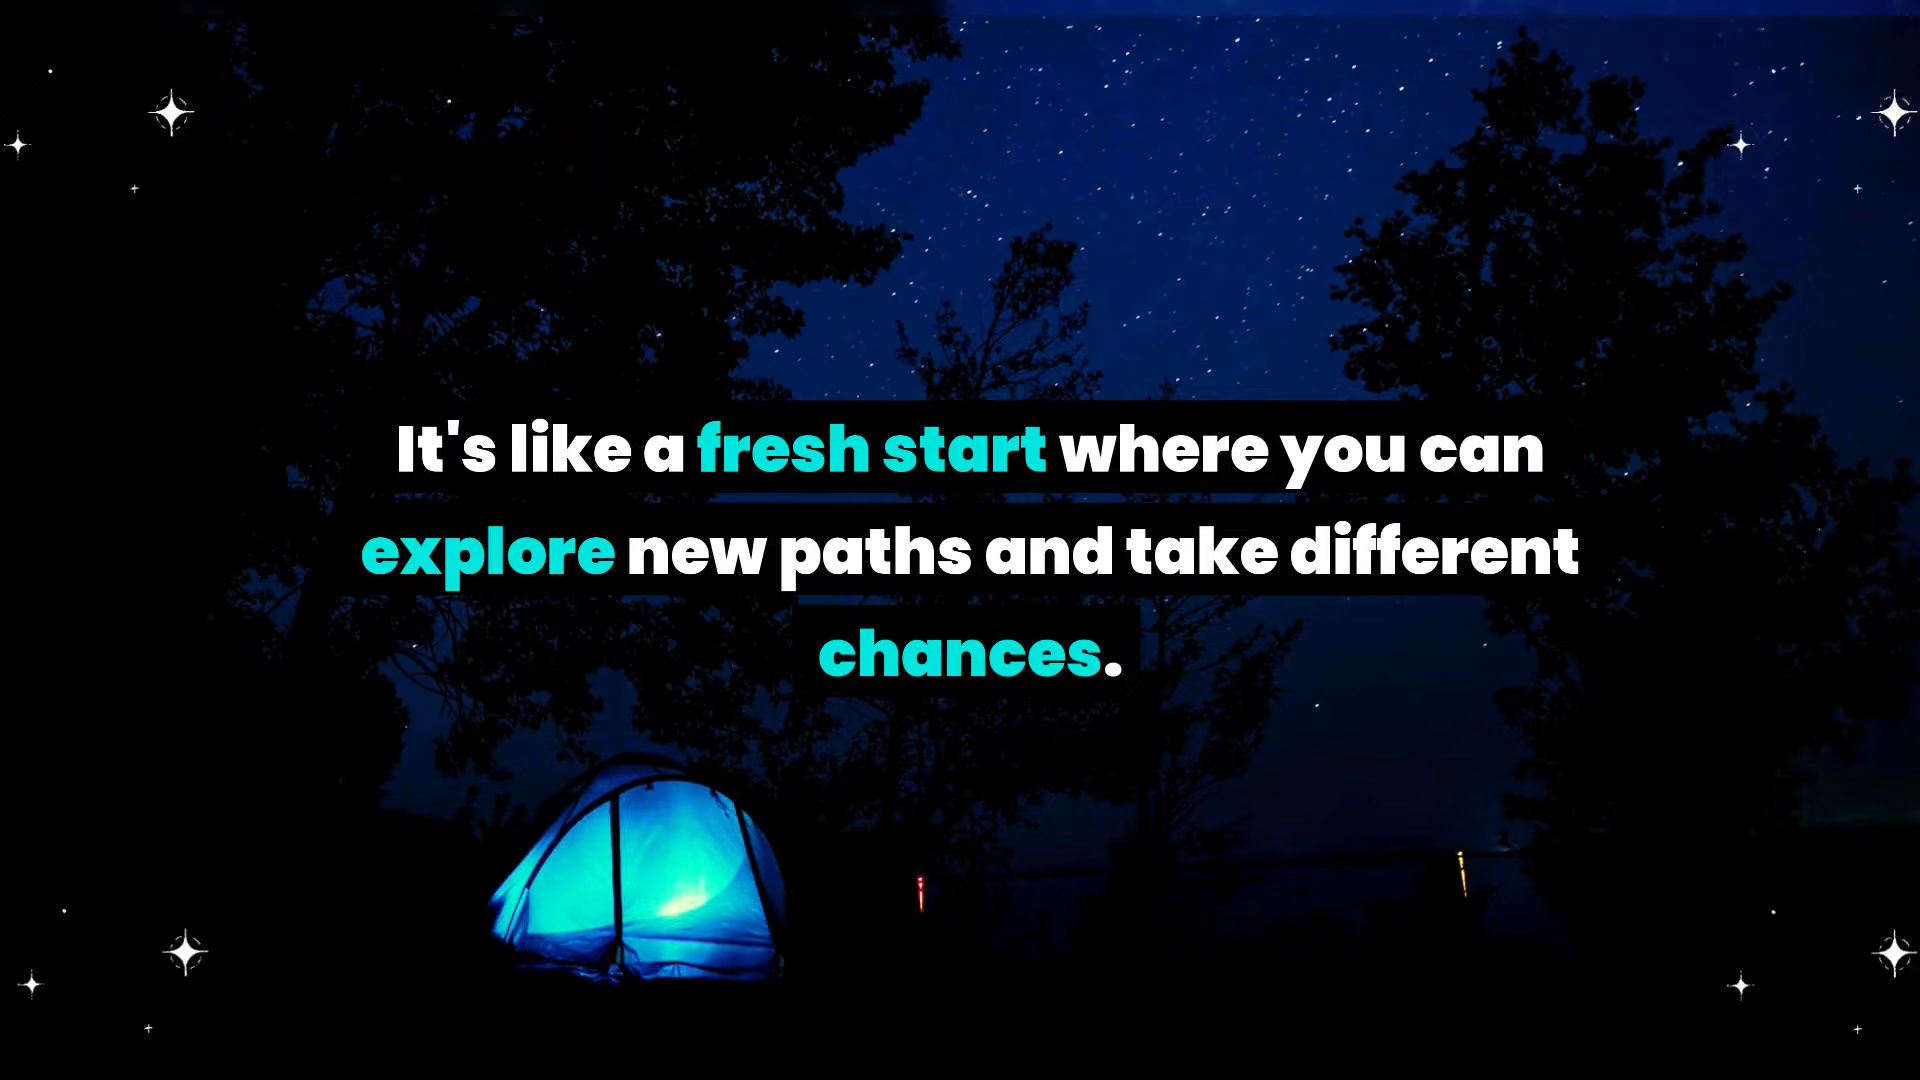 It's like a fresh start where you can
explore new paths and take different
chances.